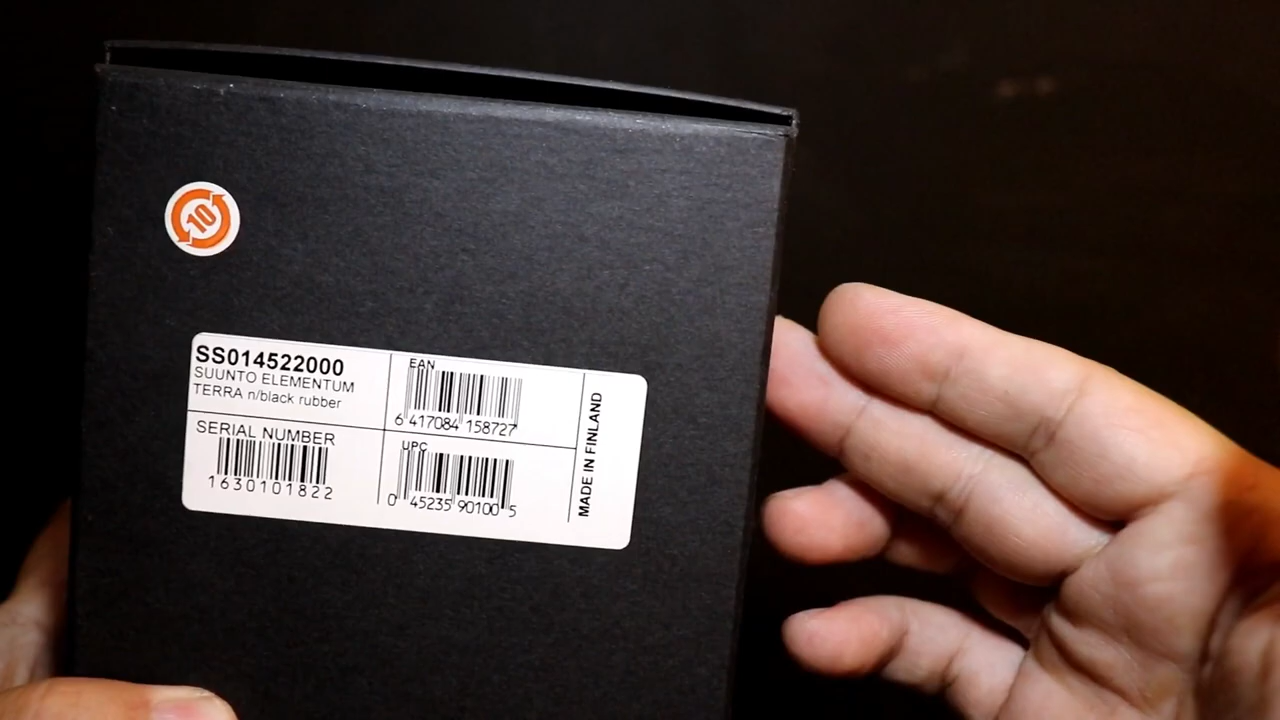 10
SS014522000
SUUNTO ELEMENTUM
TERRA n/black rubber
SERIAL NUMBER
1630101822
EAN
6 417084 158727
UPC
0 45235 90100 5
MADE IN FINLAND